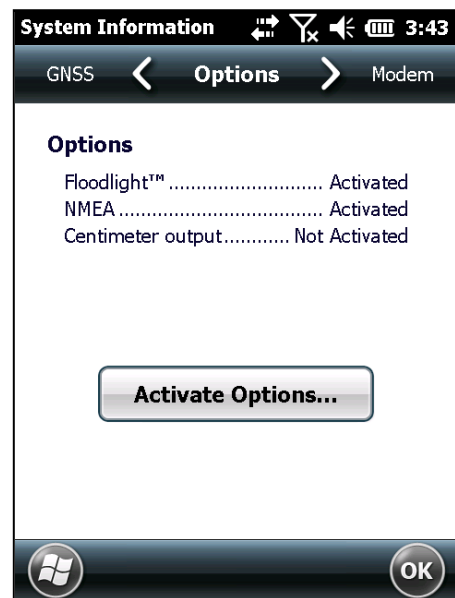 System Information 3:43
GNSS Options Modem
Options
Floodlight™ ............................ Activated
NMEA ..................................... Activated
Centimeter output............ Not Activated
Activate Options...
OK